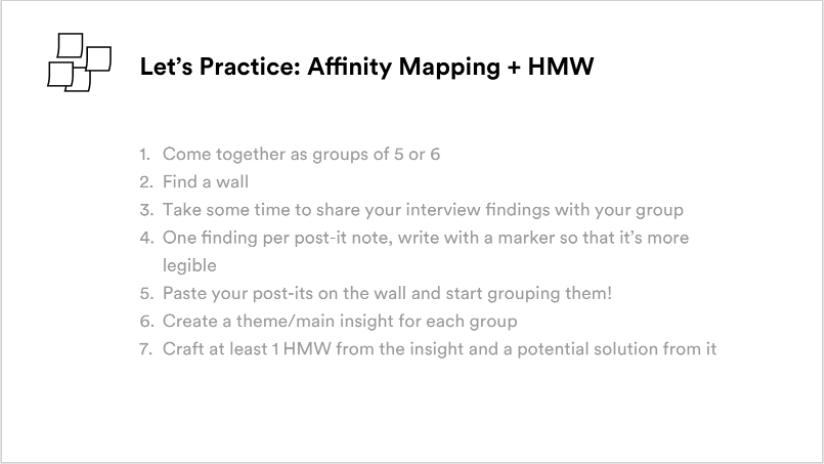 Let's Practice: Affinity Mapping + HMW
1. Come together as groups of 5 or 6
2. Find a wall
3. Take some time to share your interview findings with your group
4. One finding per post-it note, write with a marker so that it's more
legible
5. Paste your post-its on the wall and start grouping them!
6. Create a theme/main insight for each group
7. Craft at least 1 HMW from the insight and a potential solution from it